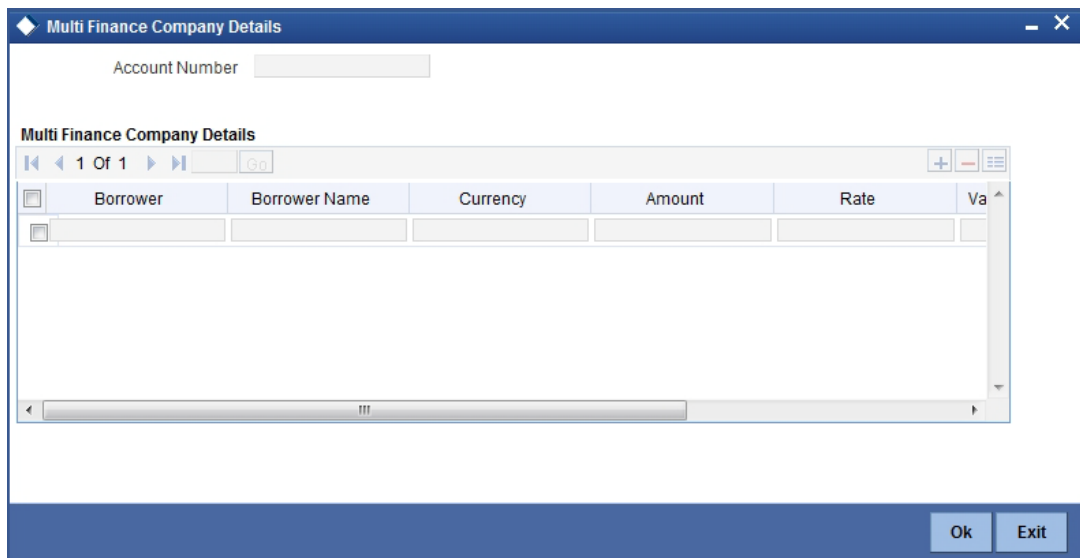 Multi Finance Company Details
Account Number
Multi Finance Company Details
1 Of 1 Go
Borrower Borrower Name Currency Amount Rate Va
Ok Exit